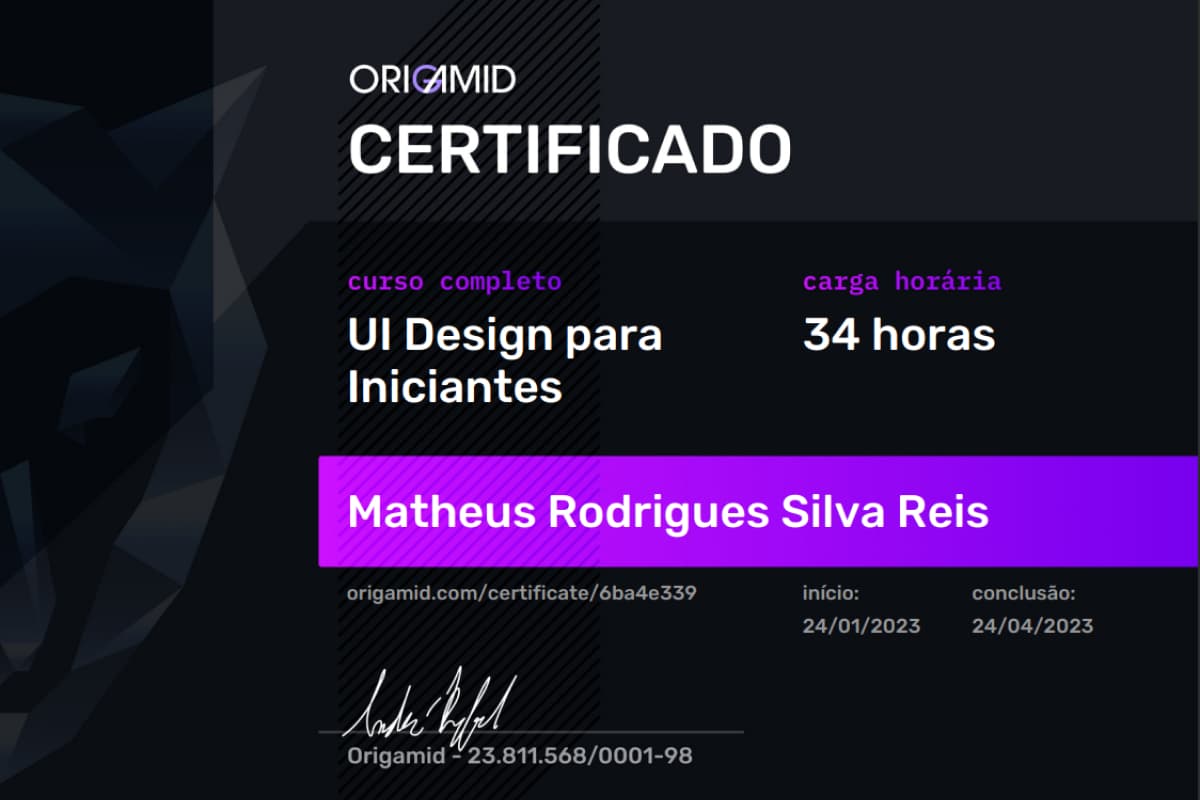 ORIGAMID
CERTIFICADO
curso completo
UI Design para
Iniciantes
carga horária
34 horas
Matheus Rodrigues Silva Reis
origamid.com/certificate/6ba4e339
início:
24/01/2023
conclusão:
24/04/2023
Origamid - 23.811.568/0001-98